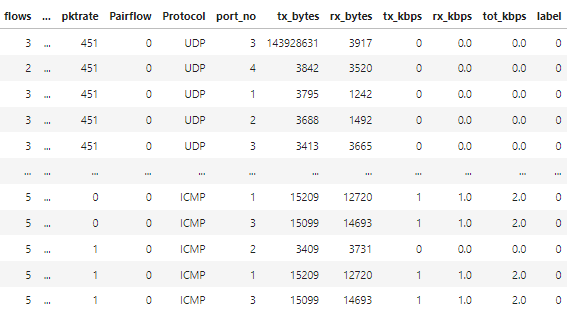 flows ... pktrate Pairflow Protocol port_no tx_bytes rx_bytes tx_kbps rx_kbps tot_kbps label
3 ... 451 0 UDP 3 143928631 3917 0 0.0 0.0 0
2 ... 451 0 UDP 4 3842 3520 0 0.0 0.0 0
3 ... 451 0 UDP 1 3795 1242 0 0.0 0.0 0
3 ... 451 0 UDP 2 3688 1492 0 0.0 0.0 0
3 ... 451 0 UDP 3 3413 3665 0 0.0 0.0 0
... ... ... ... ... ... ... ... ... ... ... ...
5 ... 0 0 ICMP 1 15209 12720 1 1.0 2.0 0
5 ... 0 0 ICMP 3 15099 14693 1 1.0 2.0 0
5 ... 1 0 ICMP 2 3409 3731 0 0.0 0.0 0
5 ... 1 0 ICMP 1 15209 12720 1 1.0 2.0 0
5 ... 1 0 ICMP 3 15099 14693 1 1.0 2.0 0